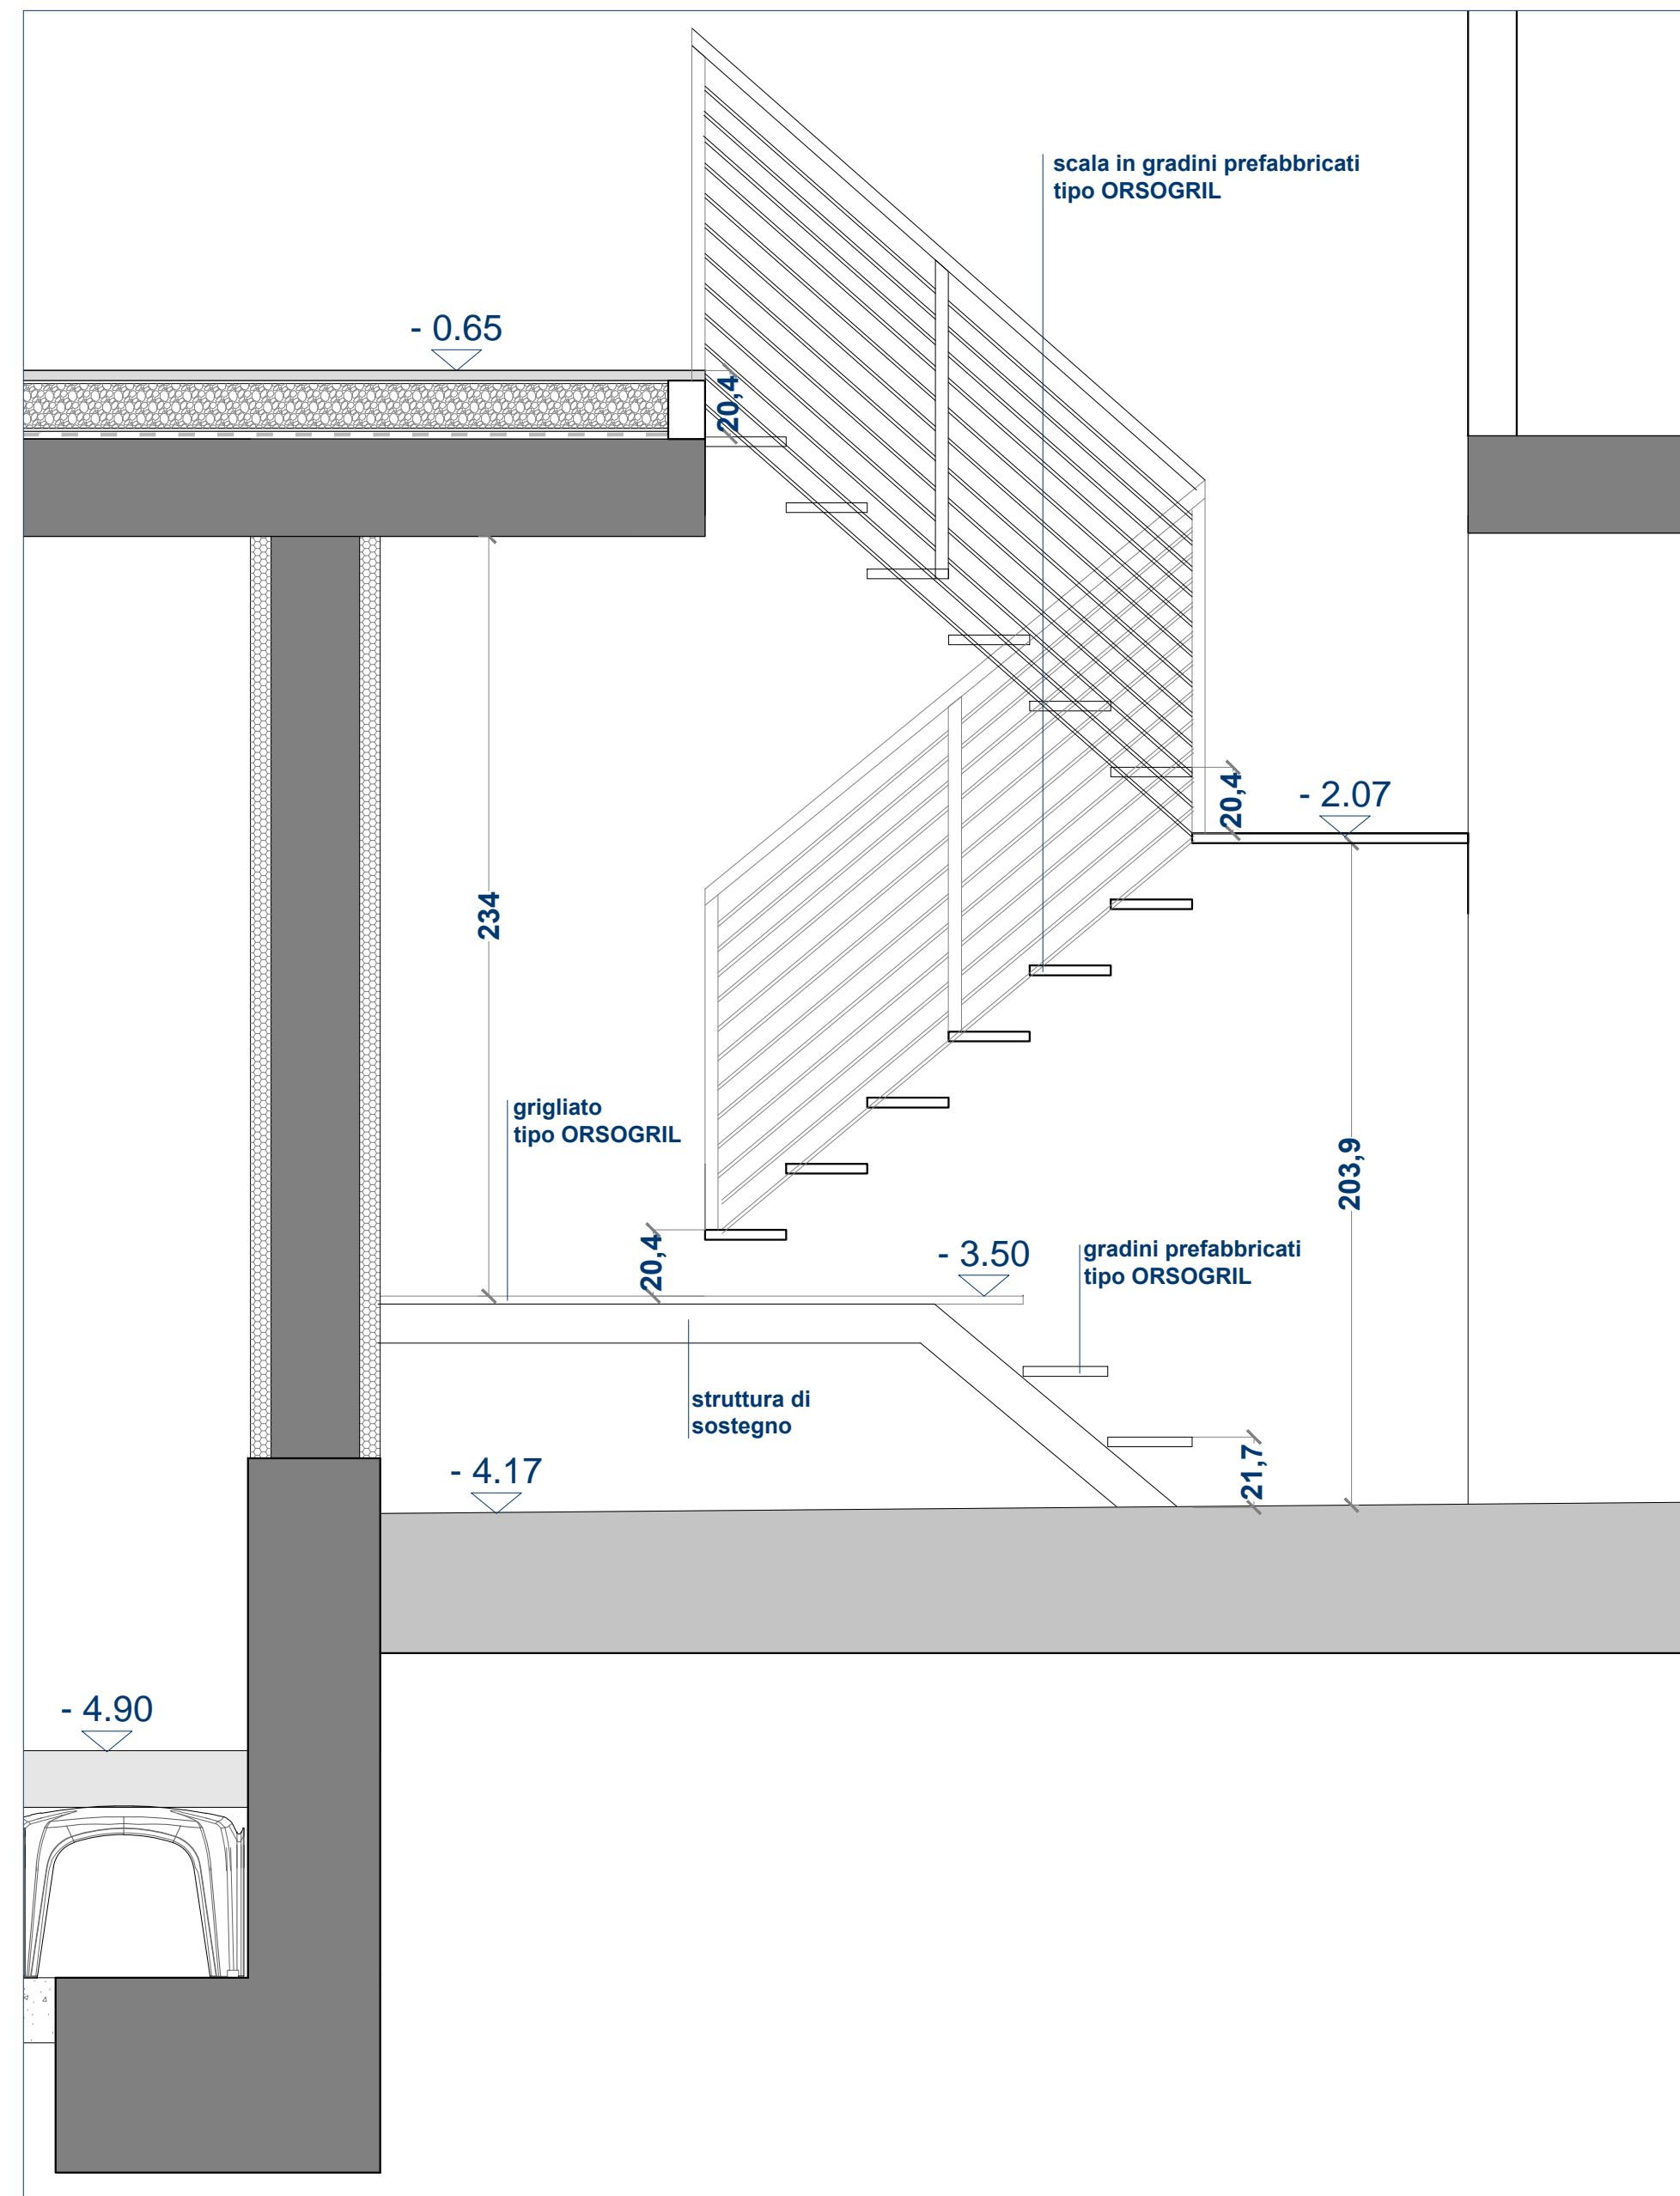 scala in gradini prefabbricati
tipo ORSOGRIL
- 0.65
20,4
20,4
- 2.07
234
grigliato
tipo ORSOGRIL
203,9
20,4
- 3.50
gradini prefabbricati
tipo ORSOGRIL
struttura di
sostegno
- 4.17
21,7
- 4.90